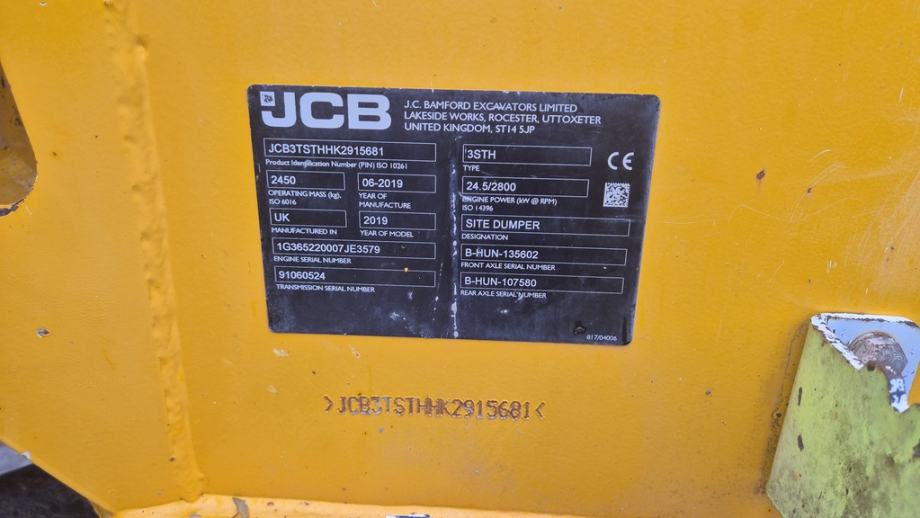 JCB
J.C. BAMFORD EXCAVATORS LIMITED
LAKESIDE WORKS, ROCESTER, UTTOXETER
UNITED KINGDOM, ST14 5JP
JCB3TSTHHK2915681
Product Identification Number (PIN) ISO 10261
2450
OPERATING MASS (kg),
ISO 6016
06-2019
YEAR OF
MANUFACTURE
UK
MANUFACTURED IN
2019
YEAR OF MODEL
1G365220007JE3579
ENGINE SERIAL NUMBER
91060524
TRANSMISSION SERIAL NUMBER
3STH
TYPE
CE
24.5/2800
ENGINE POWER (kW @ RPM)
ISO 14396
SITE DUMPER
DESIGNATION
B-HUN-135602
FRONT AXLE SERIAL NUMBER
B-HUN-107580
REAR AXLE SERIAL NUMBER
817/04006
>JCB3TSTHHK2915681<